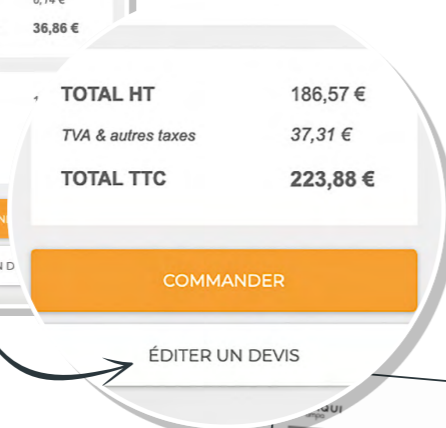 36,86 €
TOTAL HT 186,57 €
TVA & autres taxes 37,31 €
TOTAL TTC 223,88 €
COMMANDER
ÉDITER UN DEVIS